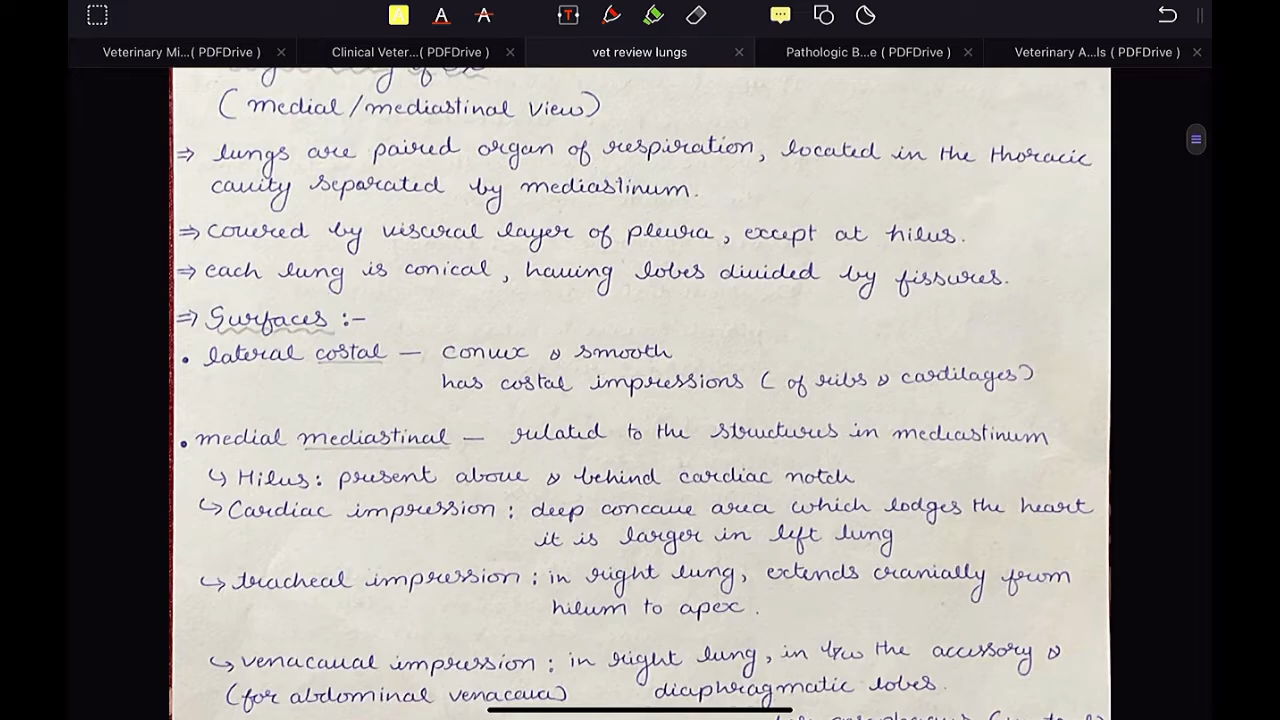 Veterinary Mi...( PDFDrive )
Clinical Veter...( PDFDrive )
vet review lungs
Pathologic B...e ( PDFDrive )
Veterinary A...ls ( PDFDrive )
( medial /mediastinal view)
⇒ lungs are paired organ of respiration, located in the thoracic
cavity separated by mediastinum.
⇒ covered by visceral layer of pleura, except at hilus.
⇒ each lung is conical, having lobes divided by fissures.
⇒ Surfaces :-
• lateral costal — convex & smooth
has costal impressions ( of ribs & cardilages)
• medial mediastinal — related to the structures in mediastinum
↳ Hilus: present above & behind cardiac notch
↳ Cardiac impression : deep concave area which lodges the heart
it is larger in left lung
↳ tracheal impression : in right lung, extends cranially from
hilum to apex .
↳ venacaval impression : in right lung, in b/w the accessory &
(for abdominal venacava) diaphragmatic lobes.